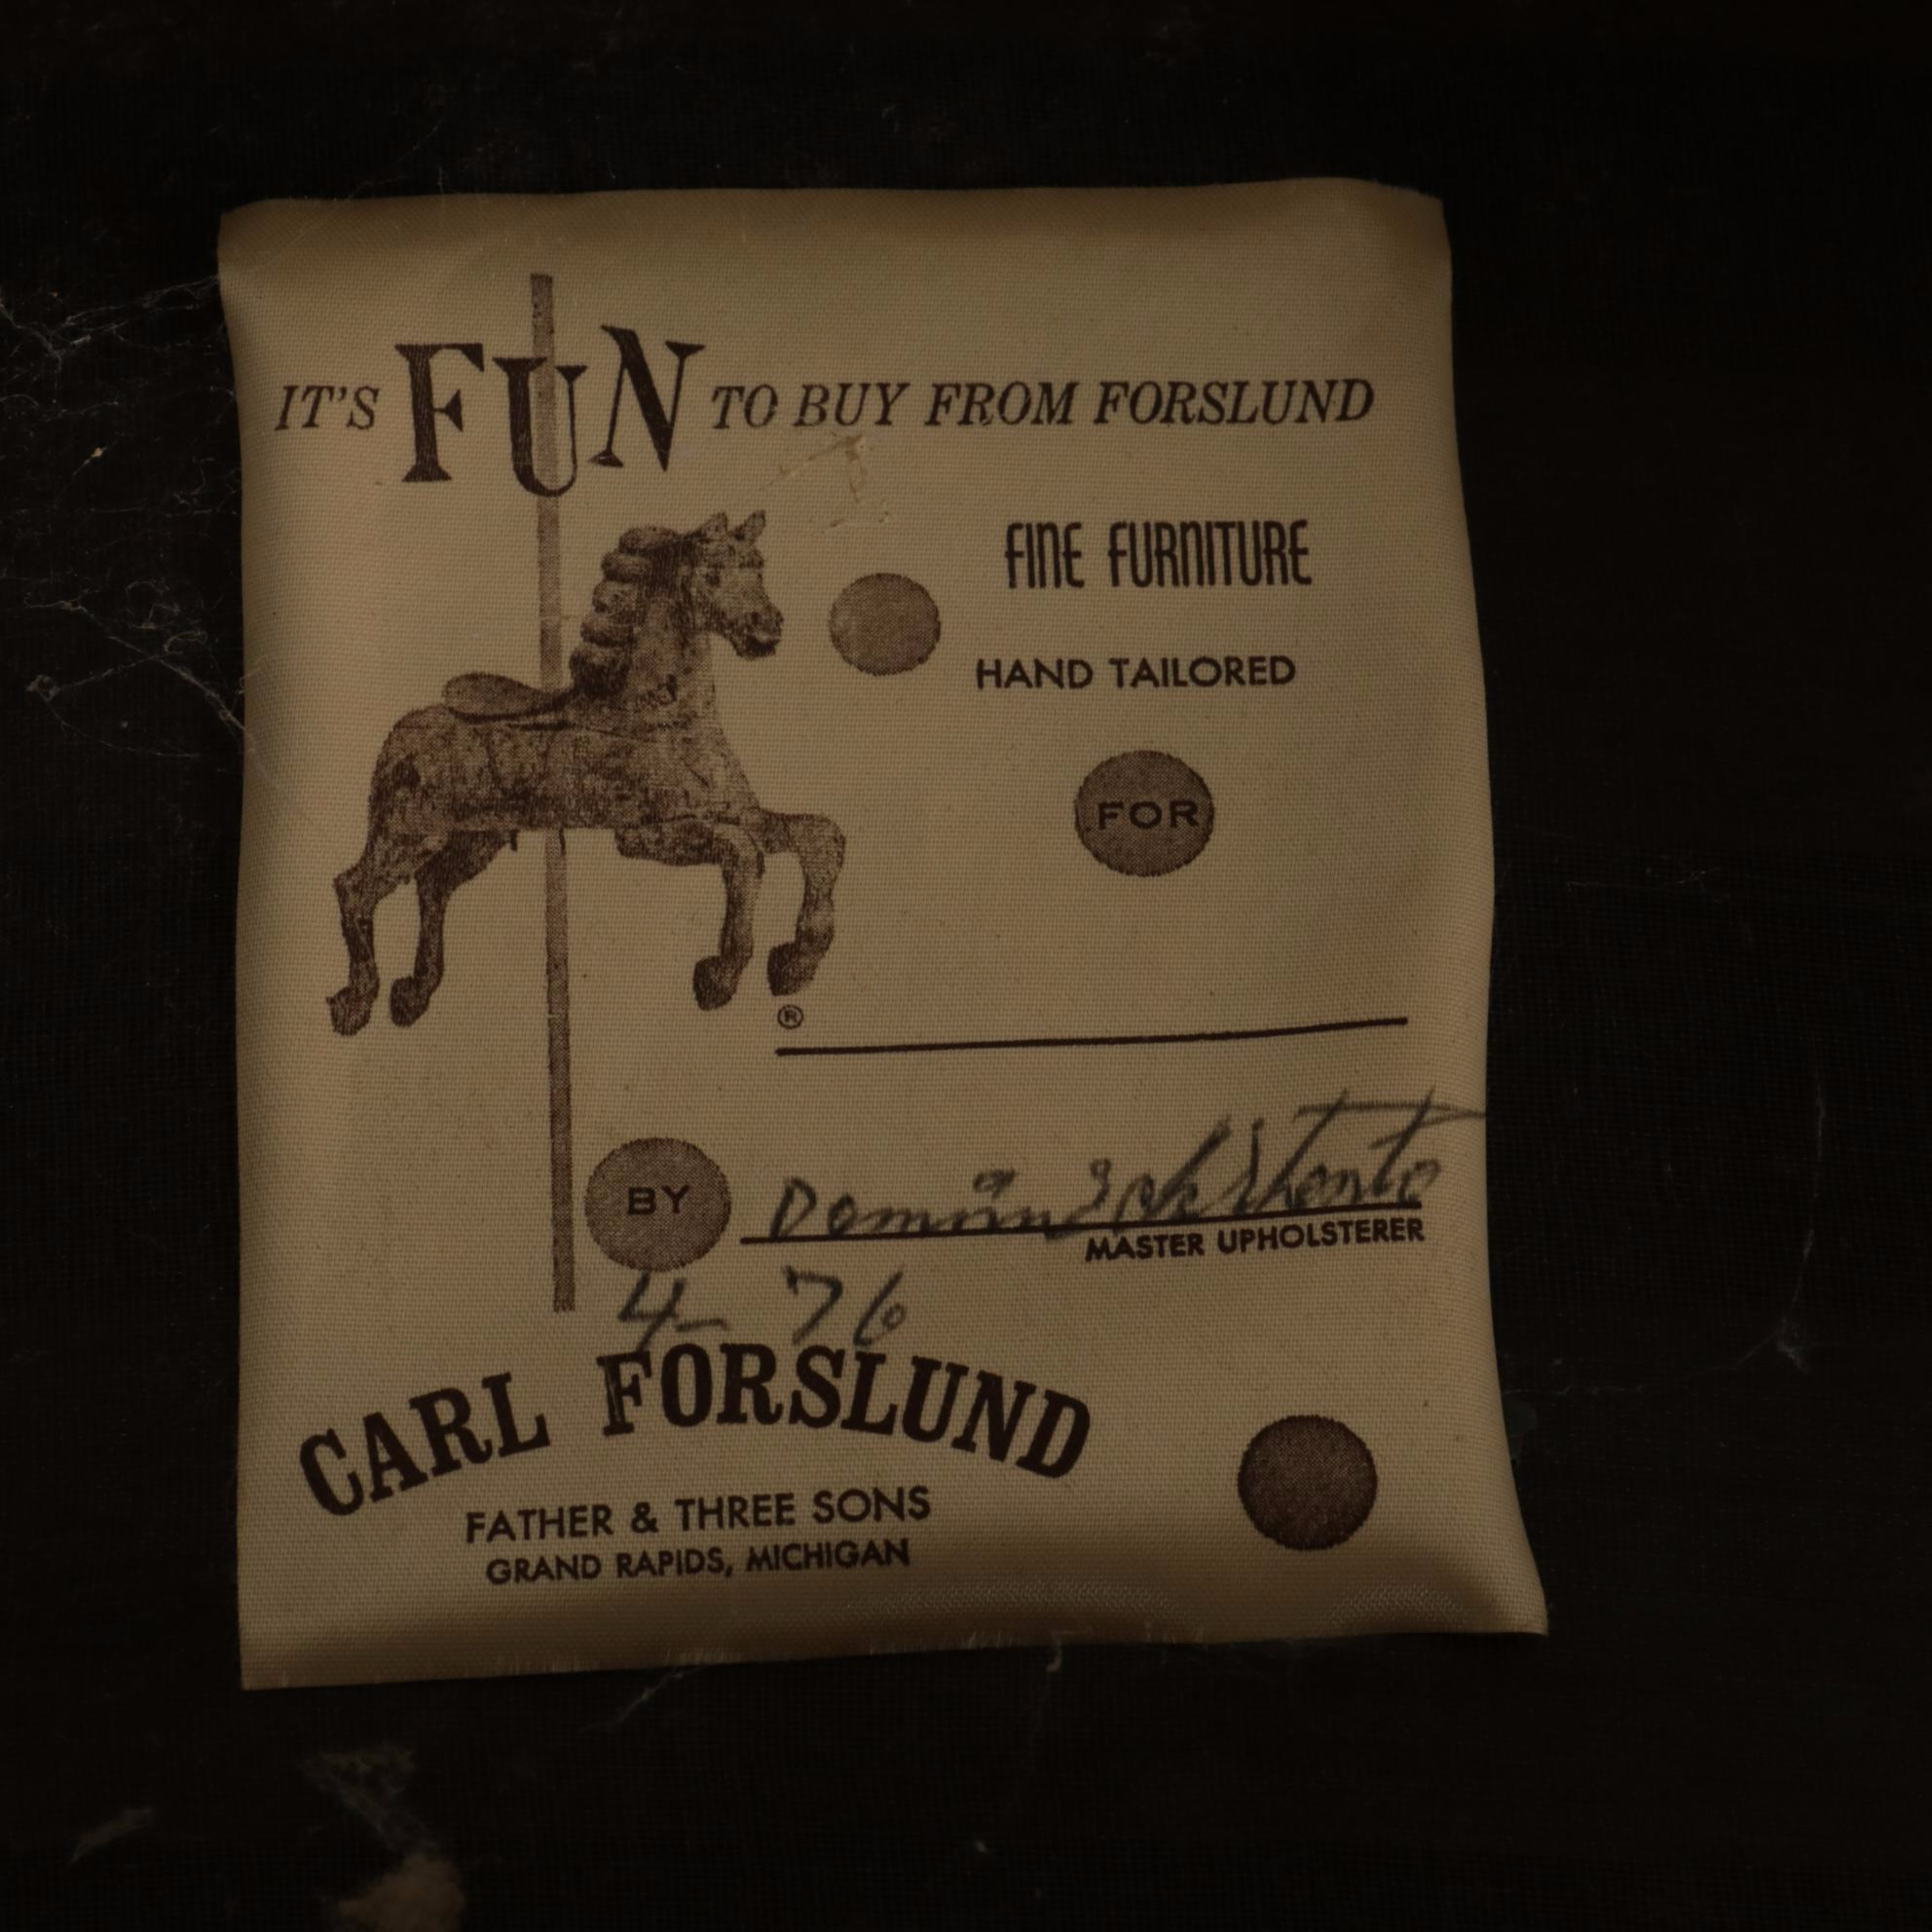 IT'S FUN TO BUY FROM FORSLUND
FINE FURNITURE
HAND TAILORED
FOR
®
BY
MASTER UPHOLSTERER
4- 76
CARL FORSLUND
FATHER & THREE SONS
GRAND RAPIDS, MICHIGAN